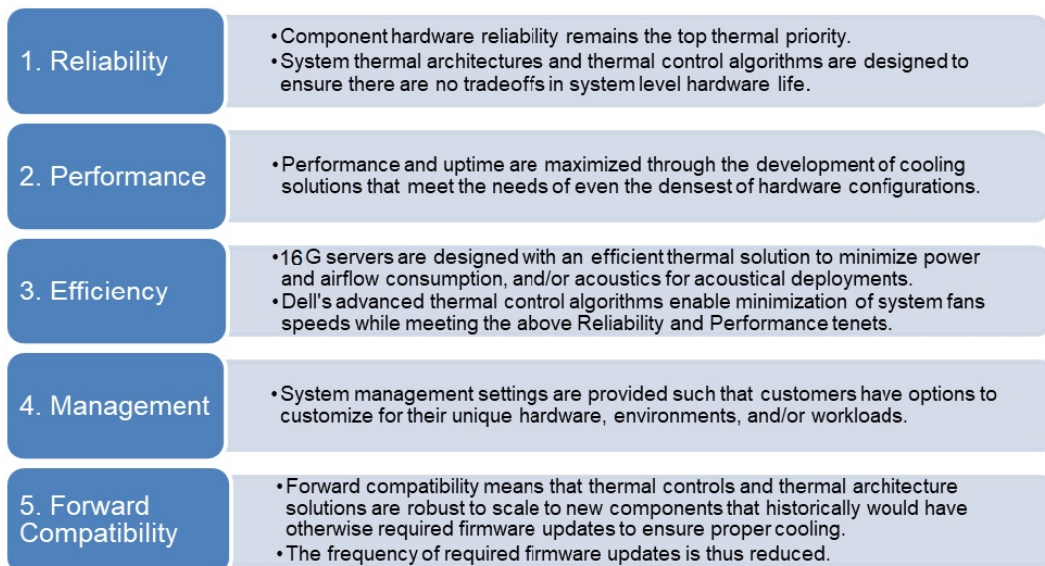 1. Reliability
•Component hardware reliability remains the top thermal priority.
•System thermal architectures and thermal control algorithms are designed to
ensure there are no tradeoffs in system level hardware life.
2. Performance
•Performance and uptime are maximized through the development of cooling
solutions that meet the needs of even the densest of hardware configurations.
3. Efficiency
•16G servers are designed with an efficient thermal solution to minimize power
and airflow consumption, and/or acoustics for acoustical deployments.
•Dell's advanced thermal control algorithms enable minimization of system fans
speeds while meeting the above Reliability and Performance tenets.
4. Management
•System management settings are provided such that customers have options to
customize for their unique hardware, environments, and/or workloads.
5. Forward
Compatibility
•Forward compatibility means that thermal controls and thermal architecture
solutions are robust to scale to new components that historically would have
otherwise required firmware updates to ensure proper cooling.
•The frequency of required firmware updates is thus reduced.